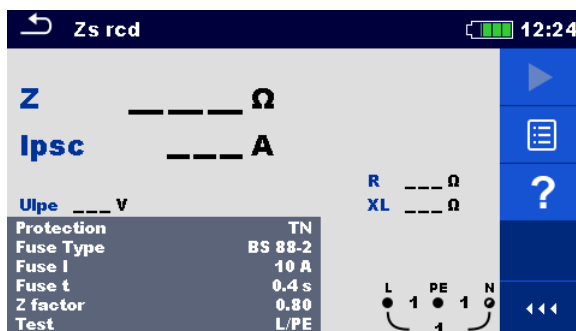 Zs rcd 12:24
Z ___ Ω
Ipsc ___ A
R ___ Ω
Ulpe ___ V XL ___ Ω
?
Protection TN
Fuse Type BS 88-2
Fuse I 10 A
Fuse t 0.4 s
Z factor 0.80
Test L/PE
L PE N
1 1
1